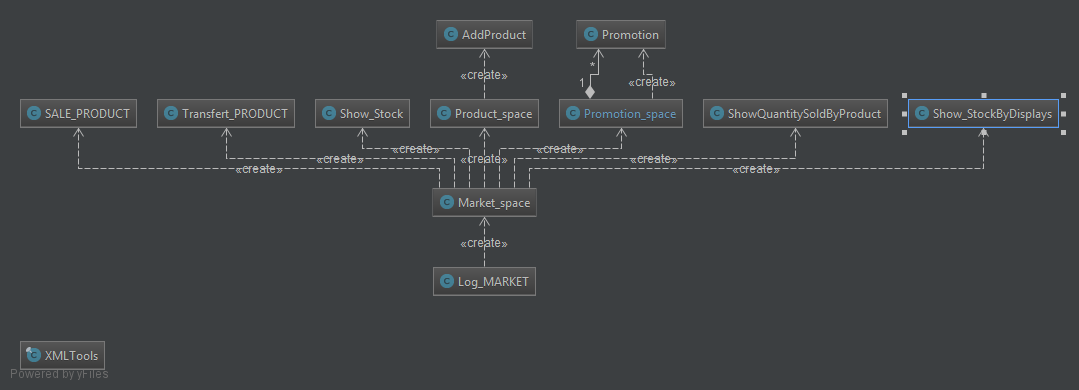 C AddProduct
C Promotion
«create»
*
1
«create»
C SALE_PRODUCT
C Transfert_PRODUCT
C Show_Stock
C Product_space
C Promotion_space
C ShowQuantitySoldByProduct
C Show_StockByDisplays
«create»
«create»
«create»
«create»
«create»
«create»
«create»
C Market_space
«create»
C Log_MARKET
C XMLTools
Powered by yFiles